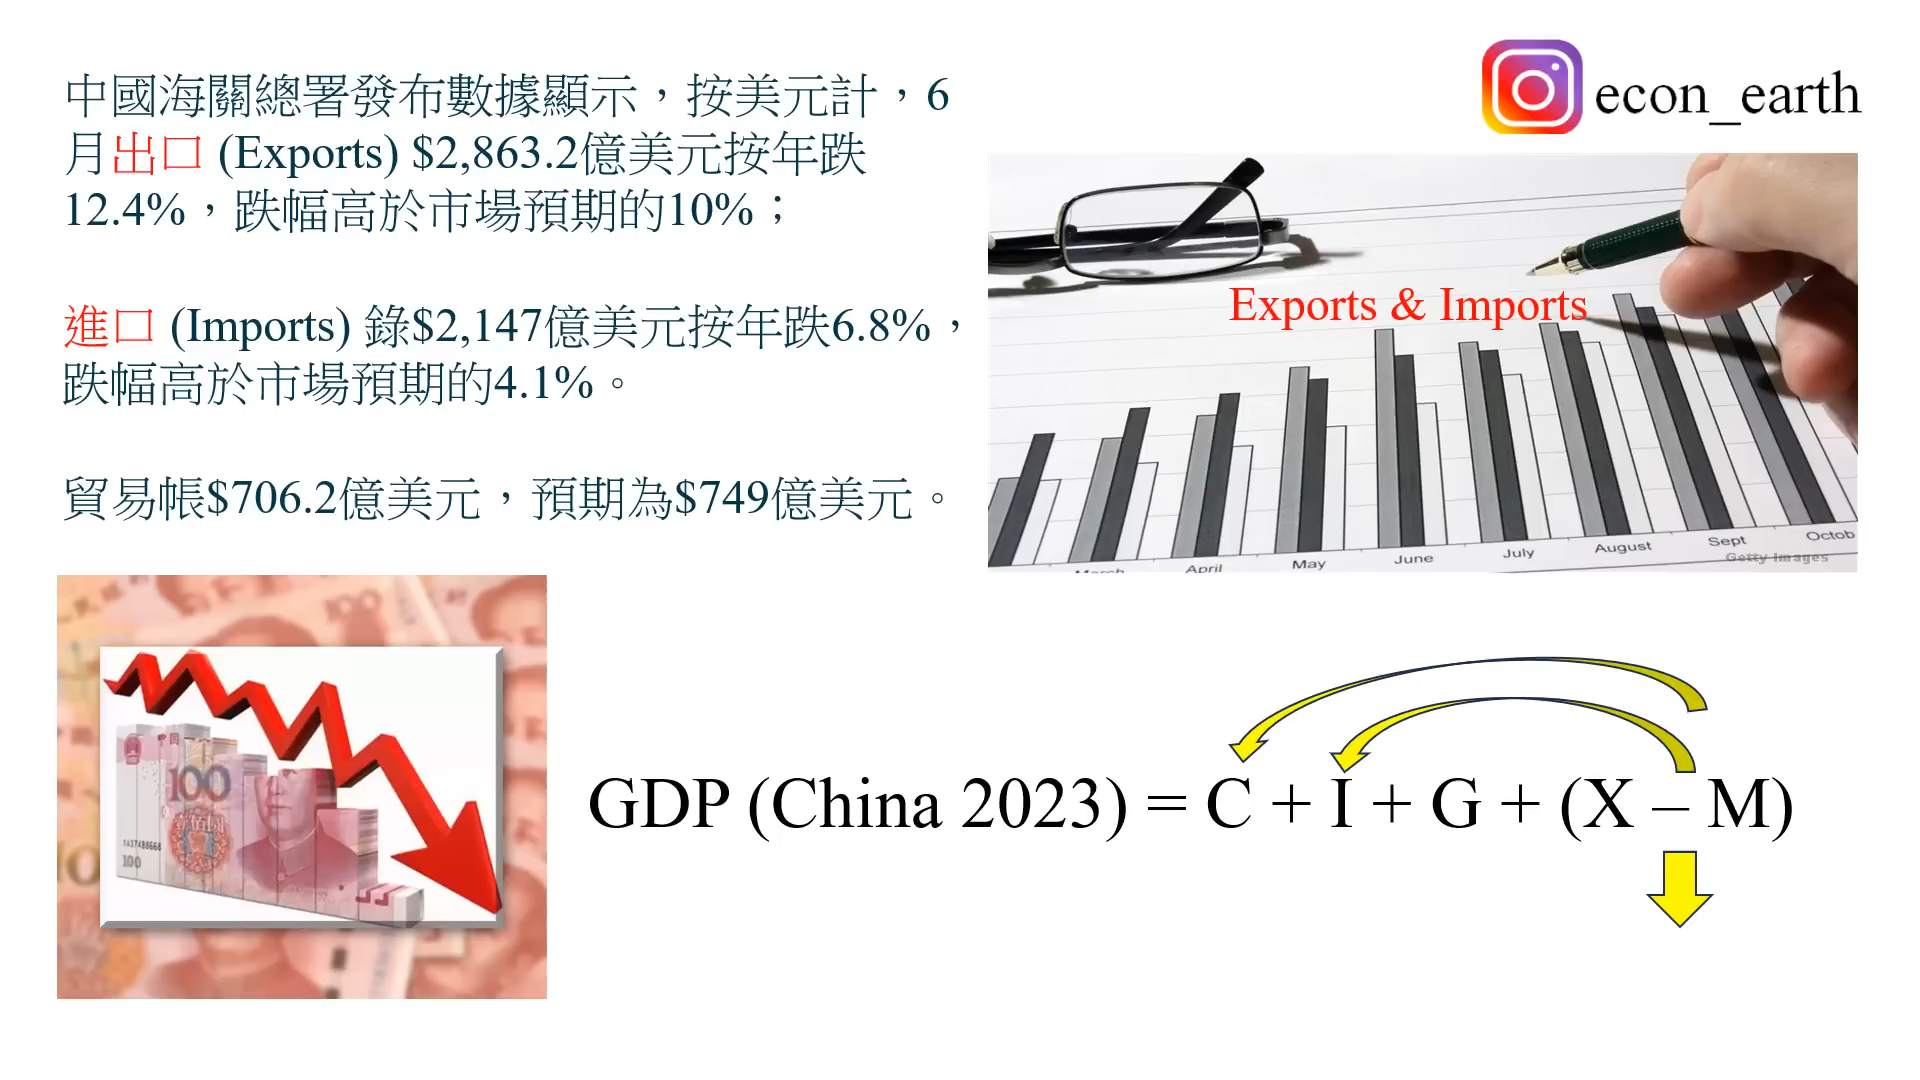 中國海關總署發布數據顯示，按美元計，6
月出口 (Exports) $2,863.2億美元按年跌
12.4%，跌幅高於市場預期的10%；
進口 (Imports) 錄$2,147億美元按年跌6.8%，
跌幅高於市場預期的4.1%。
貿易帳$706.2億美元，預期為$749億美元。
econ_earth
Exports & Imports
March April May June July August Sept Octob
Getty Images
100
100
100
GDP (China 2023) = C + I + G + (X – M)